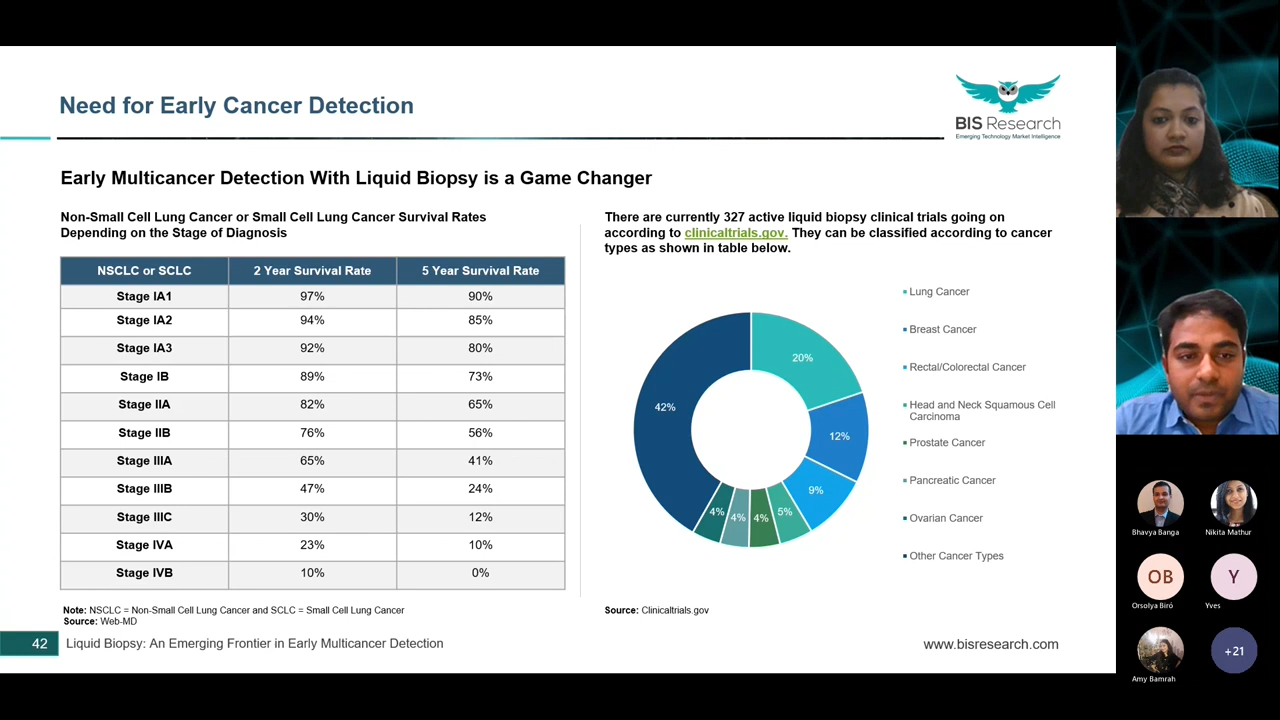 Need for Early Cancer Detection
BIS Research
Emerging Technology Market Intelligence
Early Multicancer Detection With Liquid Biopsy is a Game Changer
Non-Small Cell Lung Cancer or Small Cell Lung Cancer Survival Rates
Depending on the Stage of Diagnosis
NSCLC or SCLC 2 Year Survival Rate 5 Year Survival Rate
Stage IA1 97% 90%
Stage IA2 94% 85%
Stage IA3 92% 80%
Stage IB 89% 73%
Stage IIA 82% 65%
Stage IIB 76% 56%
Stage IIIA 65% 41%
Stage IIIB 47% 24%
Stage IIIC 30% 12%
Stage IVA 23% 10%
Stage IVB 10% 0%
Note: NSCLC = Non-Small Cell Lung Cancer and SCLC = Small Cell Lung Cancer
Source: Web-MD
There are currently 327 active liquid biopsy clinical trials going on
according to clinicaltrials.gov. They can be classified according to cancer
types as shown in table below.
20%
12%
9%
5%
4%
4%
4%
42%
Lung Cancer
Breast Cancer
Rectal/Colorectal Cancer
Head and Neck Squamous Cell
Carcinoma
Prostate Cancer
Pancreatic Cancer
Ovarian Cancer
Other Cancer Types
Source: Clinicaltrials.gov
42 Liquid Biopsy: An Emerging Frontier in Early Multicancer Detection
www.bisresearch.com
Bhavya Banga
Nikita Mathur
OB
Y
Orsolya Biró
Yves
+21
Amy Bamrah